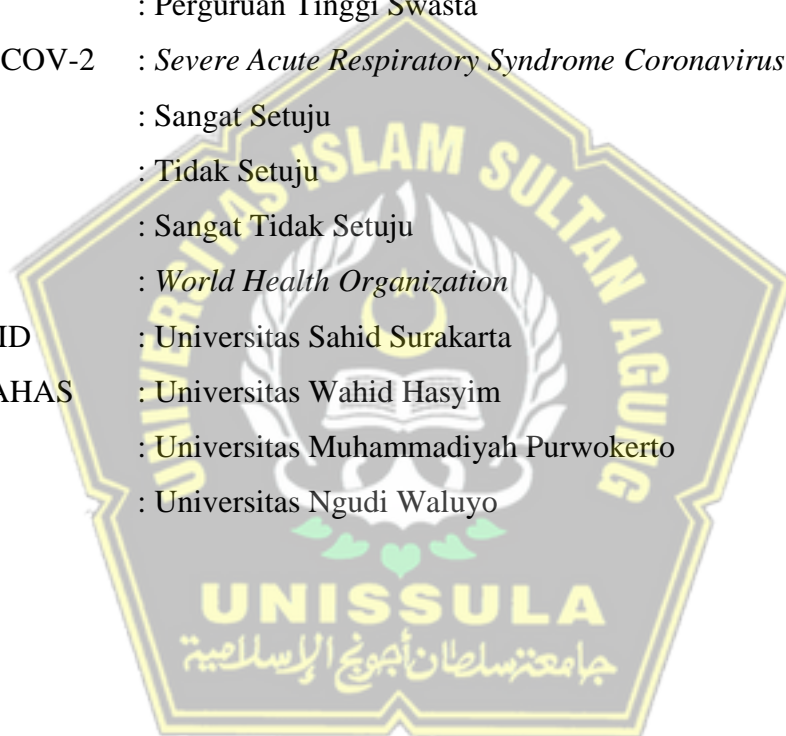 : Perguruan Tinggi Swasta
COV-2 : Severe Acute Respiratory Syndrome Coronavirus
: Sangat Setuju
: Tidak Setuju
: Sangat Tidak Setuju
: World Health Organization
ID : Universitas Sahid Surakarta
AHAS : Universitas Wahid Hasyim
: Universitas Muhammadiyah Purwokerto
: Universitas Ngudi Waluyo
UNIVERSITAS ISLAM SULTAN AGUNG
UNISSULA
جامعة سلطان أجونج الإسلامية